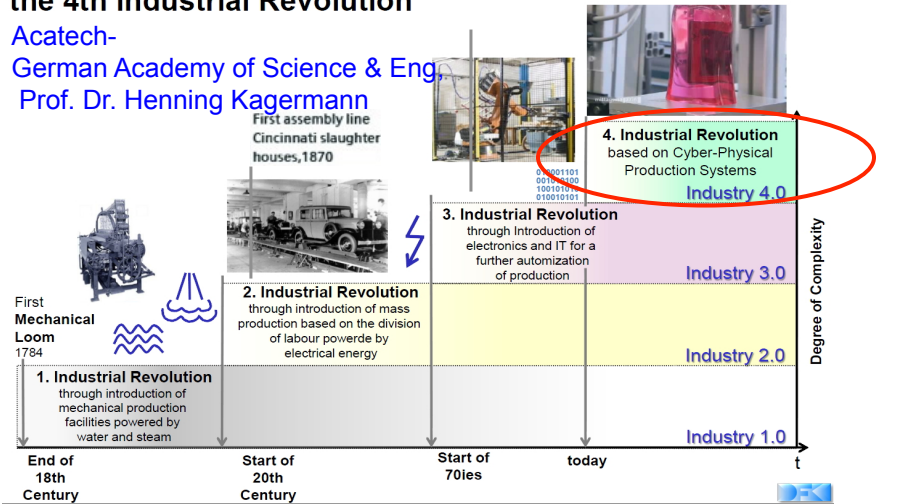 the 4th Industrial Revolution
Acatech-
German Academy of Science & Eng,
Prof. Dr. Henning Kagermann
First assembly line
Cincinnati slaughter
houses,1870
4. Industrial Revolution
based on Cyber-Physical
Production Systems
Industry 4.0
010001101
001010100
100101010
010010101
3. Industrial Revolution
through Introduction of
electronics and IT for a
further automization
of production
Industry 3.0
2. Industrial Revolution
through introduction of mass
production based on the division
of labour powerde by
electrical energy
Industry 2.0
First
Mechanical
Loom
1784
1. Industrial Revolution
through introduction of
mechanical production
facilities powered by
water and steam
Industry 1.0
Degree of Complexity
End of
18th
Century
Start of
20th
Century
Start of
70ies
today
t
DFKI